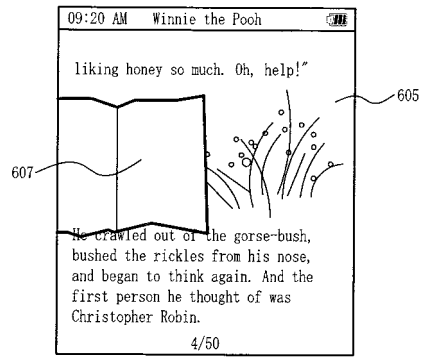 09:20 AM Winnie the Pooh
liking honey so much. Oh, help!"
605
607
He crawled out of the gorse-bush,
bushed the rickles from his nose,
and began to think again. And the
first person he thought of was
Christopher Robin.
4/50